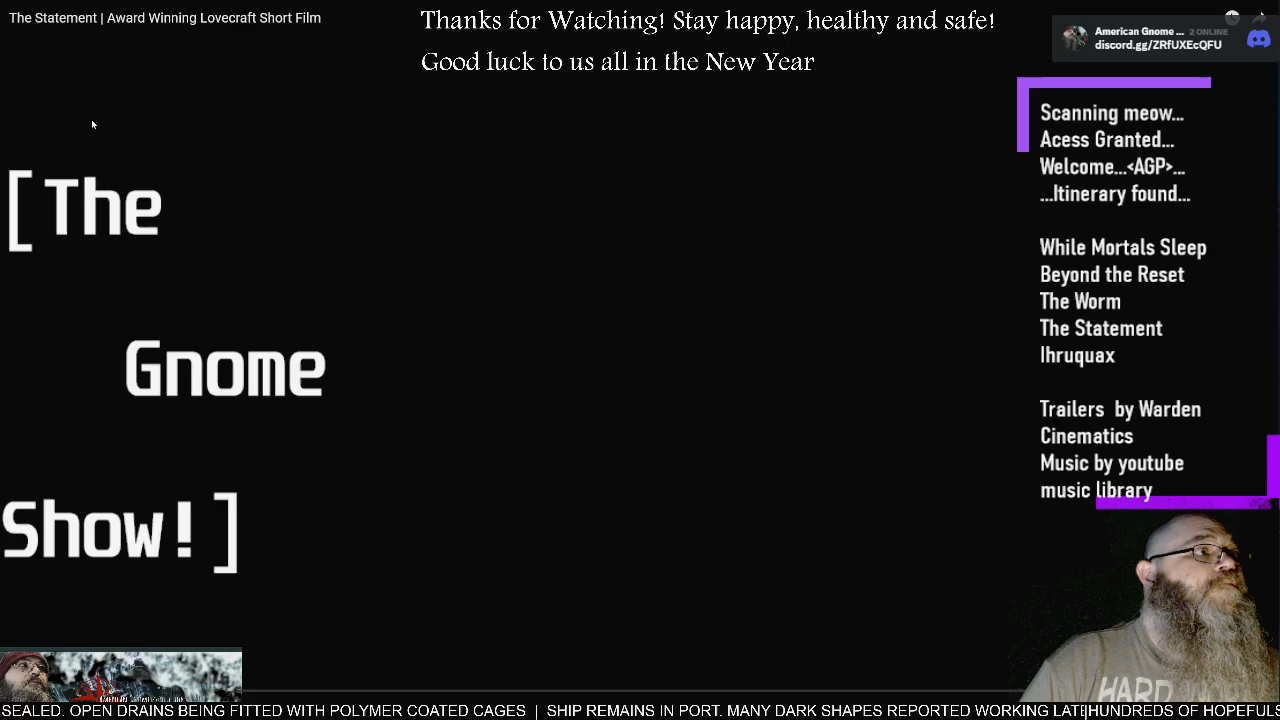 The Statement | Award Winning Lovecraft Short Film
Thanks for Watching! Stay happy, healthy and safe!
Good luck to us all in the New Year
American Gnome ... 2 ONLINE
discord.gg/ZRfUXEcQFU
[The
Gnome
Show!]
Scanning meow...
Acess Granted...
Welcome...<AGP>...
...Itinerary found...
While Mortals Sleep
Beyond the Reset
The Worm
The Statement
Ihruquax
Trailers by Warden
Cinematics
Music by youtube
music library
HARD
SEALED. OPEN DRAINS BEING FITTED WITH POLYMER COATED CAGES | SHIP REMAINS IN PORT. MANY DARK SHAPES REPORTED WORKING LATE|HUNDREDS OF HOPEFULS